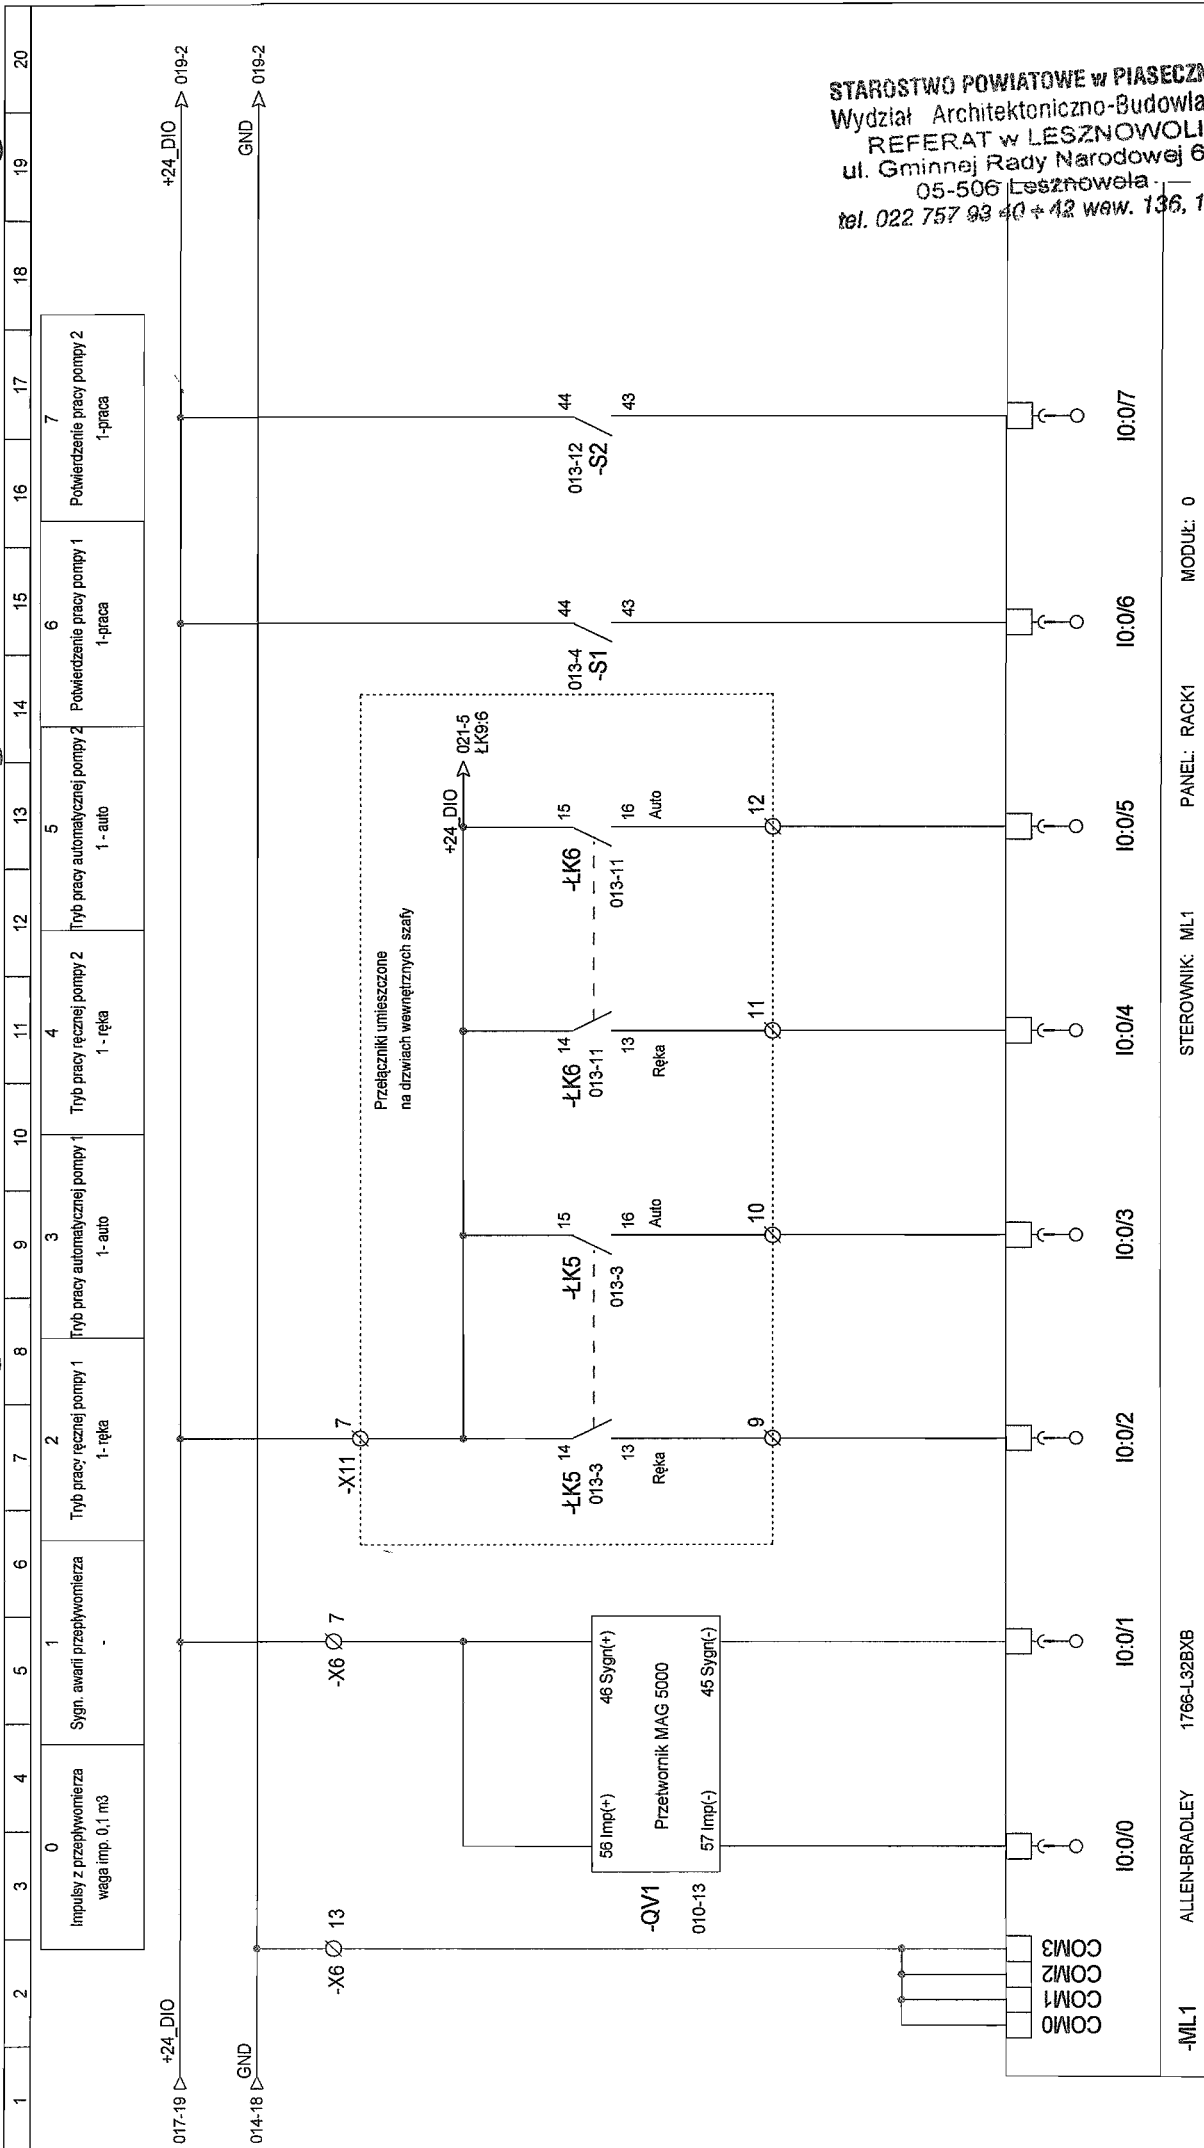 1 2 3 4 5 6 7 8 9 10 11 12 13 14 15 16 17 18 19 20
0
Impulsy z przepływomierza
waga imp. 0,1 m3
1
Sygn. awarii przepływomierza
-
2
Tryb pracy ręcznej pompy 1
1- ręka
3
Tryb pracy automatycznej pompy 1
1- auto
4
Tryb pracy ręcznej pompy 2
1 - ręka
5
Tryb pracy automatycznej pompy 2
1 - auto
6
Potwierdzenie pracy pompy 1
1-praca
7
Potwierdzenie pracy pompy 2
1-praca
017-19 +24_DIO
+24_DIO 019-2
014-18 GND
GND 019-2
-X6 13
-X6 7
-X11 7
Przełączniki umieszczone
na drzwiach wewnętrznych szafy
+24_DIO
021-5
ŁK9:6
-QV1
010-13
56 Imp(+)
46 Sygn(+)
Przetwornik MAG 5000
57 Imp(-)
45 Sygn(-)
-ŁK5
013-3
14
13
Ręka
9
-ŁK5
013-3
15
16
Auto
10
-ŁK6
013-11
14
13
Ręka
11
-ŁK6
013-11
15
16
Auto
12
013-4
-S1
44
43
013-12
-S2
44
43
COM0
COM1
COM2
COM3
I0:0/0
I0:0/1
I0:0/2
I0:0/3
I0:0/4
I0:0/5
I0:0/6
I0:0/7
-ML1
ALLEN-BRADLEY 1766-L32BXB STEROWNIK: ML1 PANEL: RACK1 MODUŁ: 0
STAROSTWO POWIATOWE w PIASECZN
Wydział Architektoniczno-Budowla
REFERAT w LESZNOWOLI
ul. Gminnej Rady Narodowej 6
05-506 Lesznowola
tel. 022 757 93 40 ÷ 42 wew. 136, 1